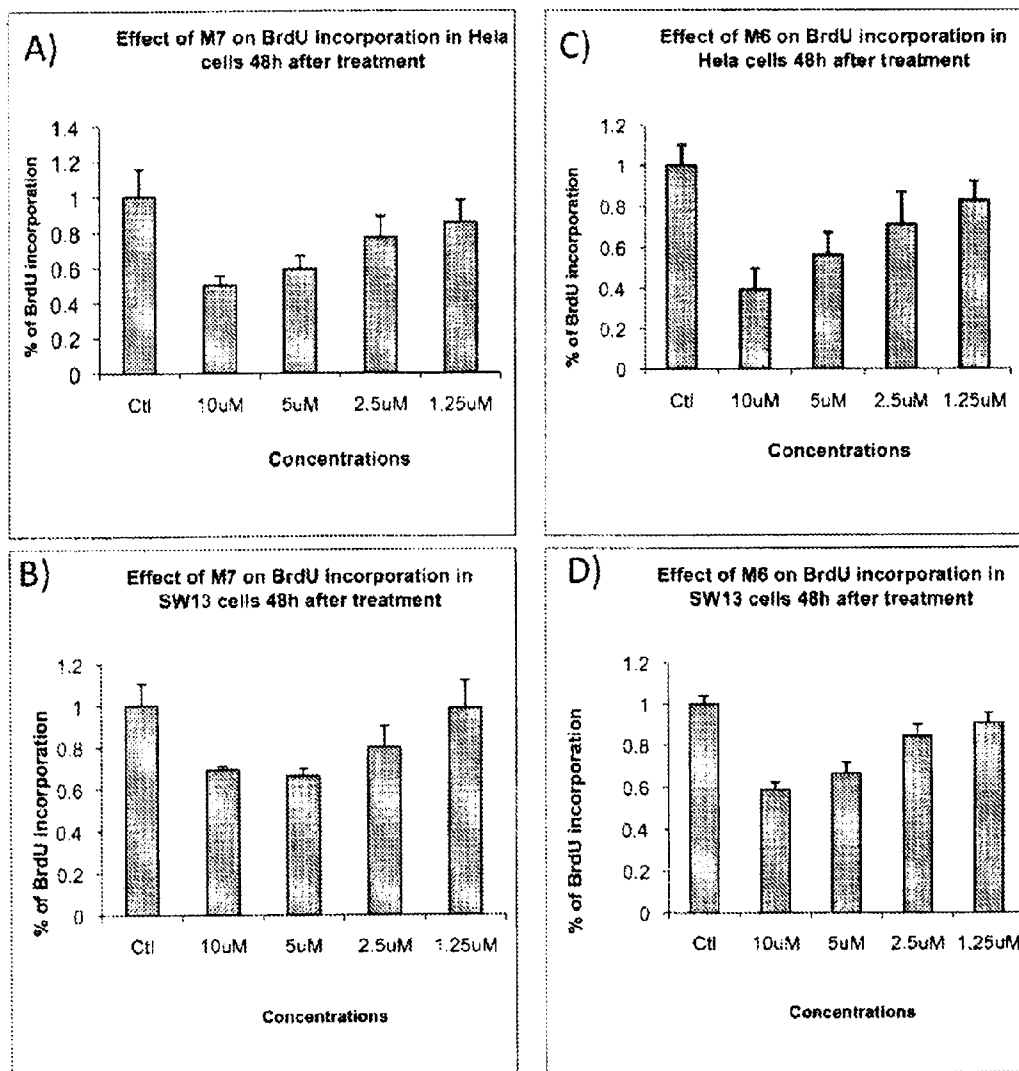 A)
Effect of M7 on BrdU incorporation in Hela
cells 48h after treatment
% of BrdU incorporation
1.4
1.2
1
0.8
0.6
0.4
0.2
0
Ctl 10uM 5uM 2.5uM 1.25uM
Concentrations
C)
Effect of M6 on BrdU incorporation in
Hela cells 48h after treatment
% of BrdU incorporation
1.2
1
0.8
0.6
0.4
0.2
0
Ctl 10uM 5uM 2.5uM 1.25uM
Concentrations
B)
Effect of M7 on BrdU incorporation in
SW13 cells 48h after treatment
% of BrdU incorporation
1.2
1
0.8
0.6
0.4
0.2
0
Ctl 10uM 5uM 2.5uM 1.25uM
Concentrations
D)
Effect of M6 on BrdU incorporation in
SW13 cells 48h after treatment
% of BrdU incorporation
1.2
1
0.8
0.6
0.4
0.2
0
Ctl 10uM 5uM 2.5uM 1.25uM
Concentrations